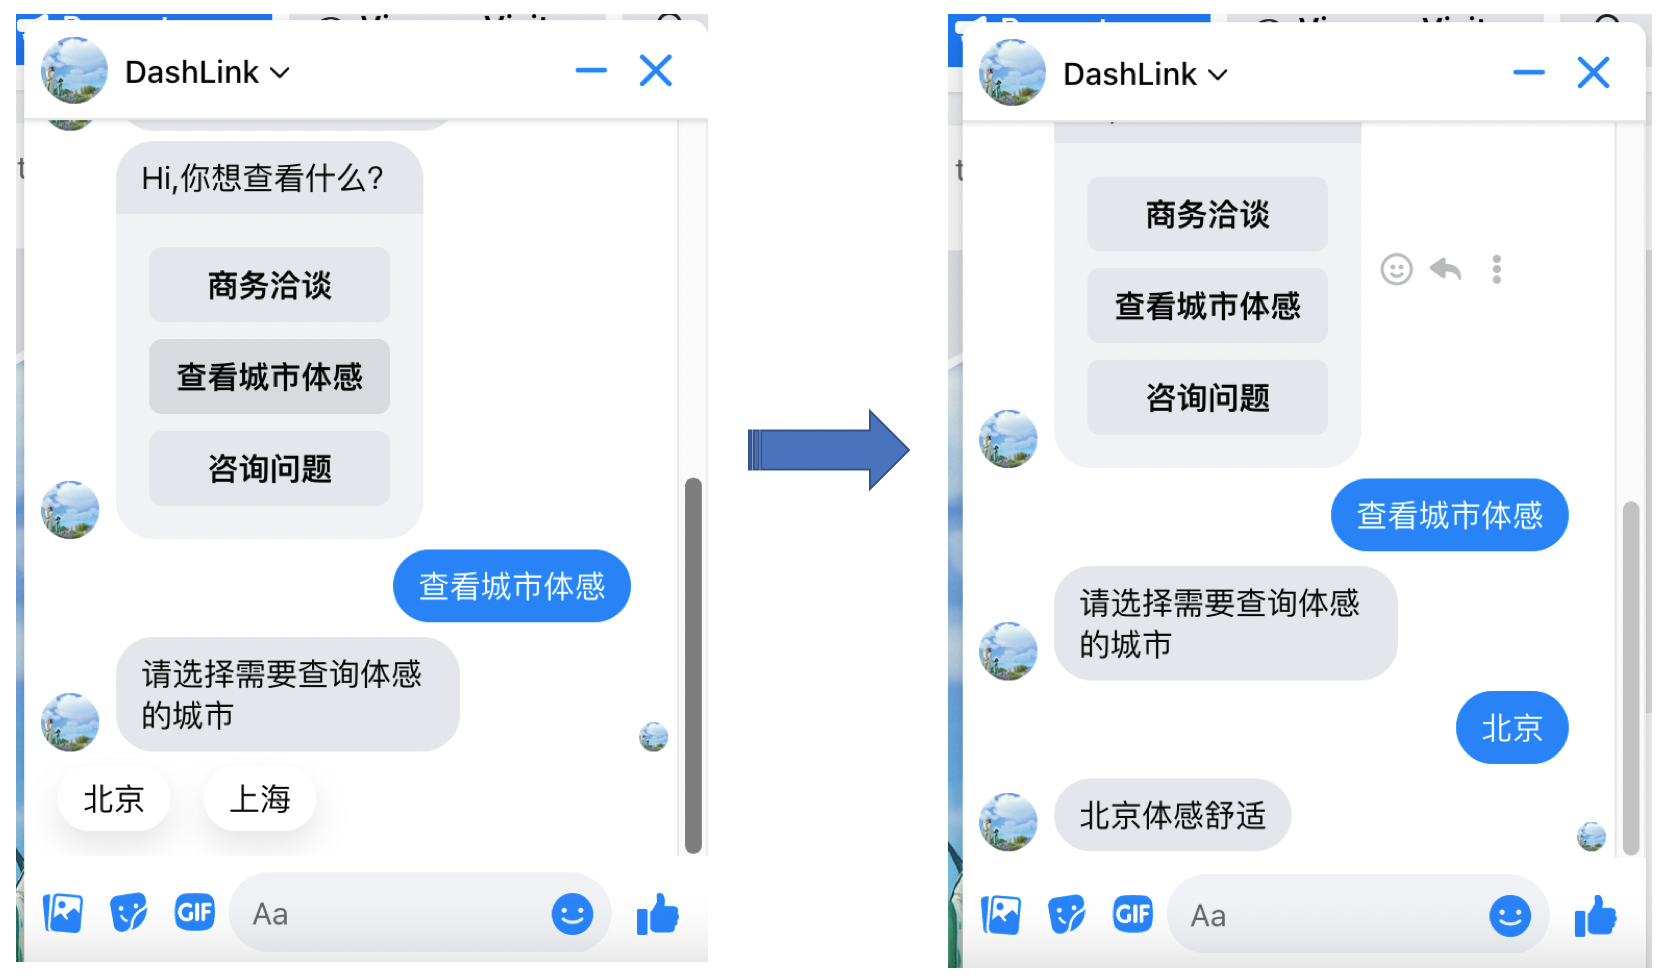 DashLink
Hi,你想查看什么?
商务洽谈
查看城市体感
咨询问题
查看城市体感
请选择需要查询体感
的城市
北京
上海
GIF
Aa
DashLink
商务洽谈
查看城市体感
咨询问题
查看城市体感
请选择需要查询体感
的城市
北京
北京体感舒适
GIF
Aa